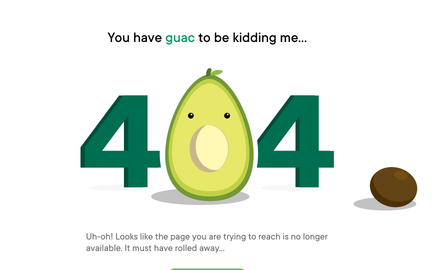 You have guac to be kidding me...
404
Uh-oh! Looks like the page you are trying to reach is no longer
available. It must have rolled away...